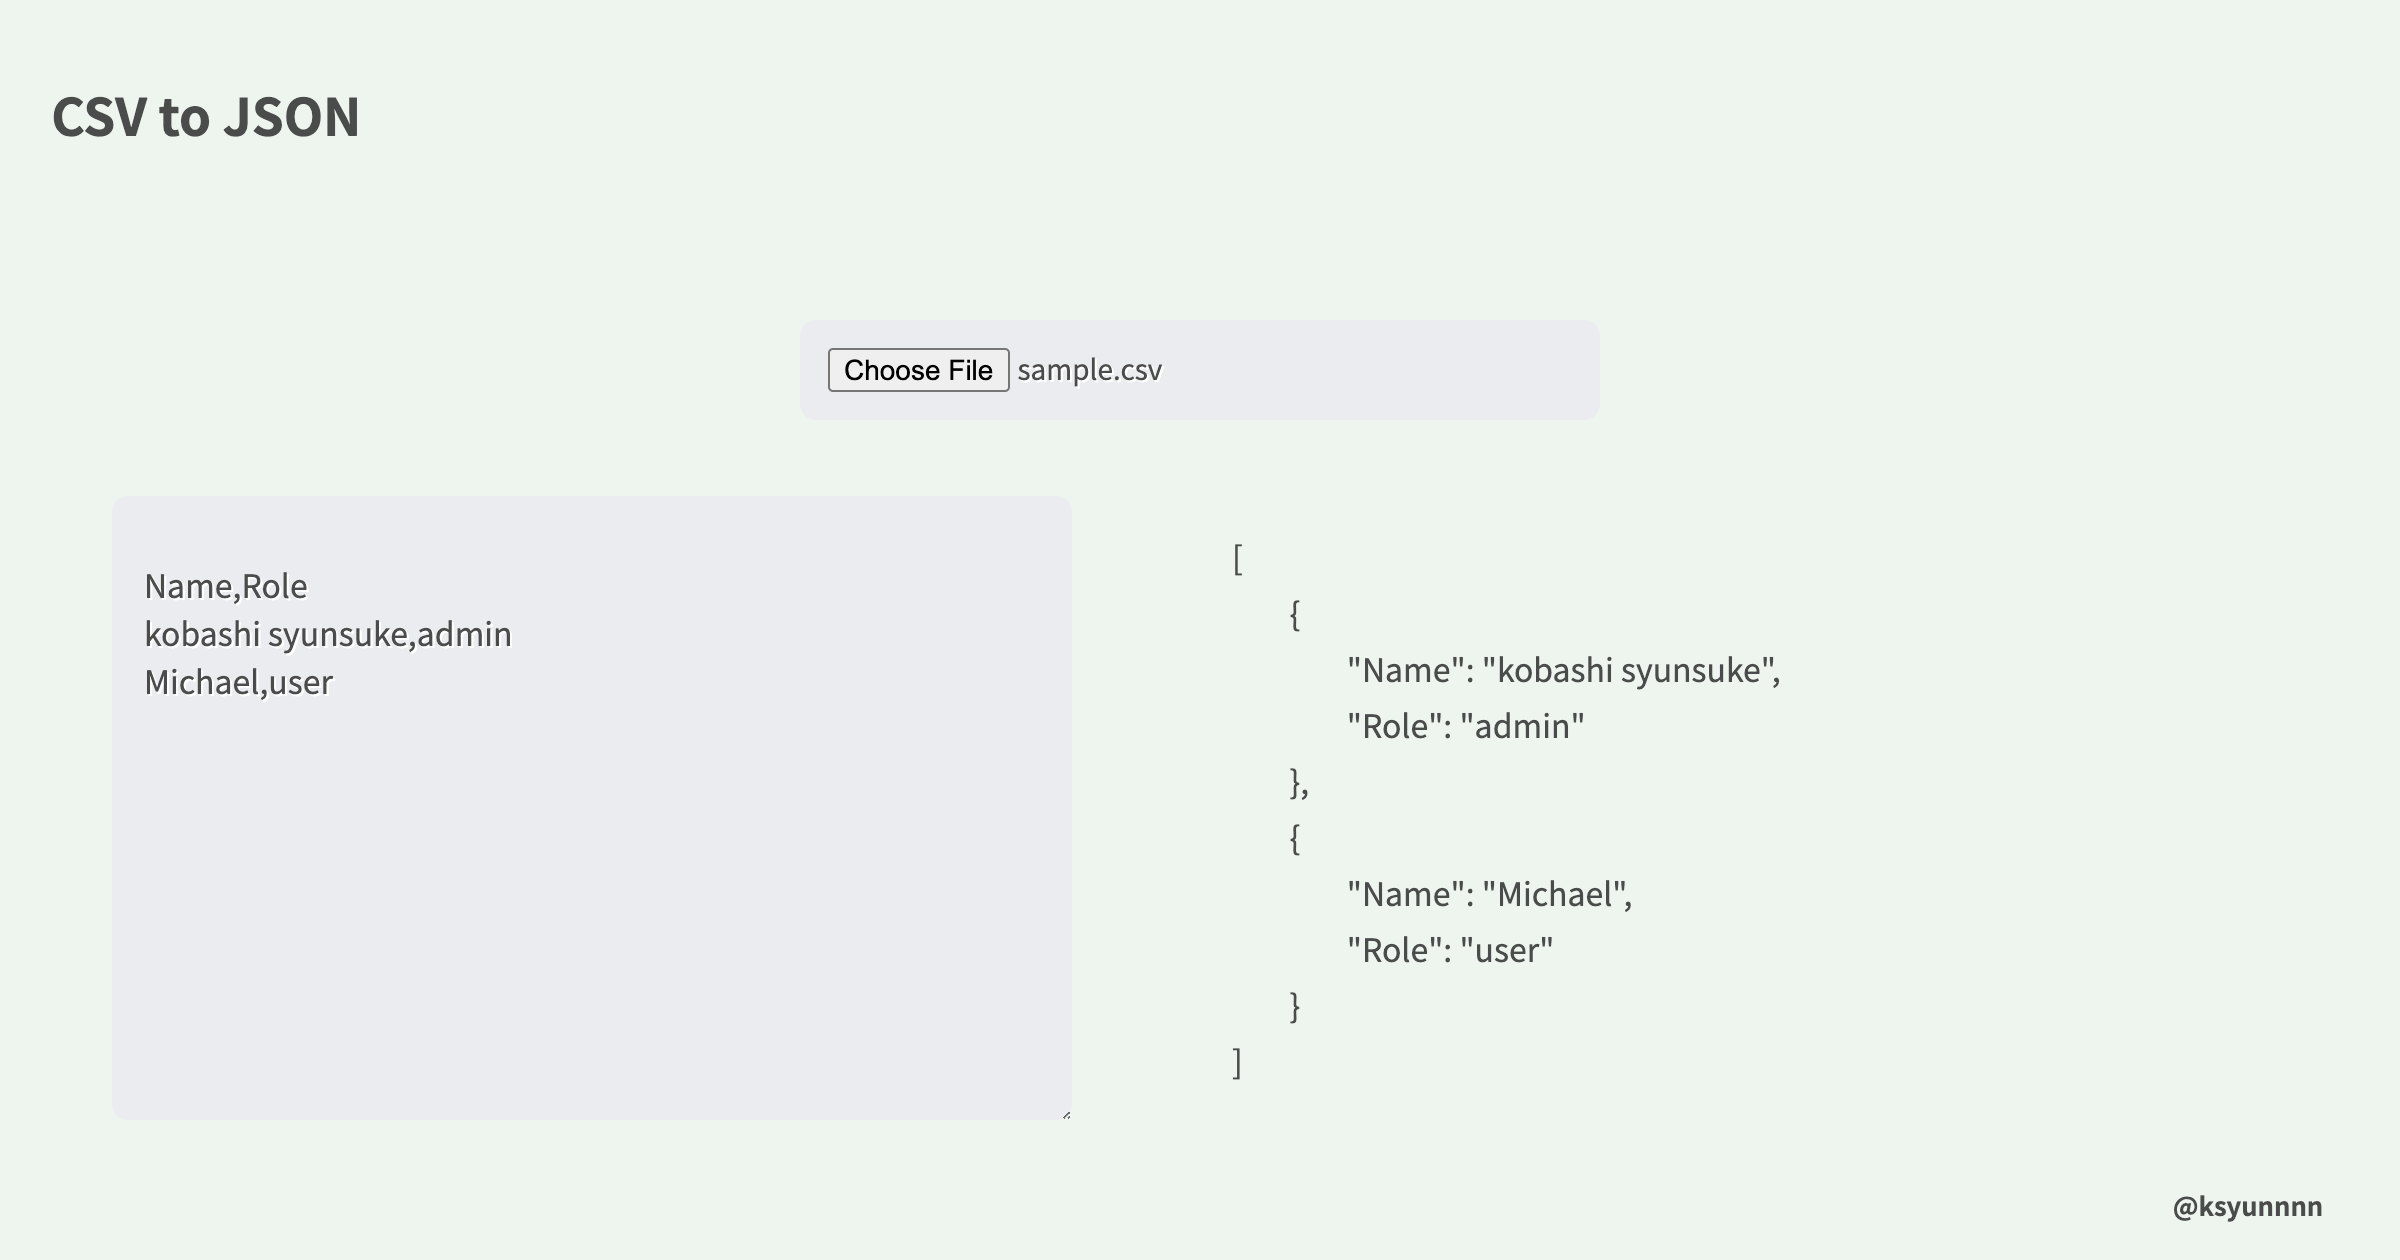 CSV to JSON
Choose File sample.csv
Name,Role
kobashi syunsuke,admin
Michael,user
[
{
"Name": "kobashi syunsuke",
"Role": "admin"
},
{
"Name": "Michael",
"Role": "user"
}
]
@ksyunnnn